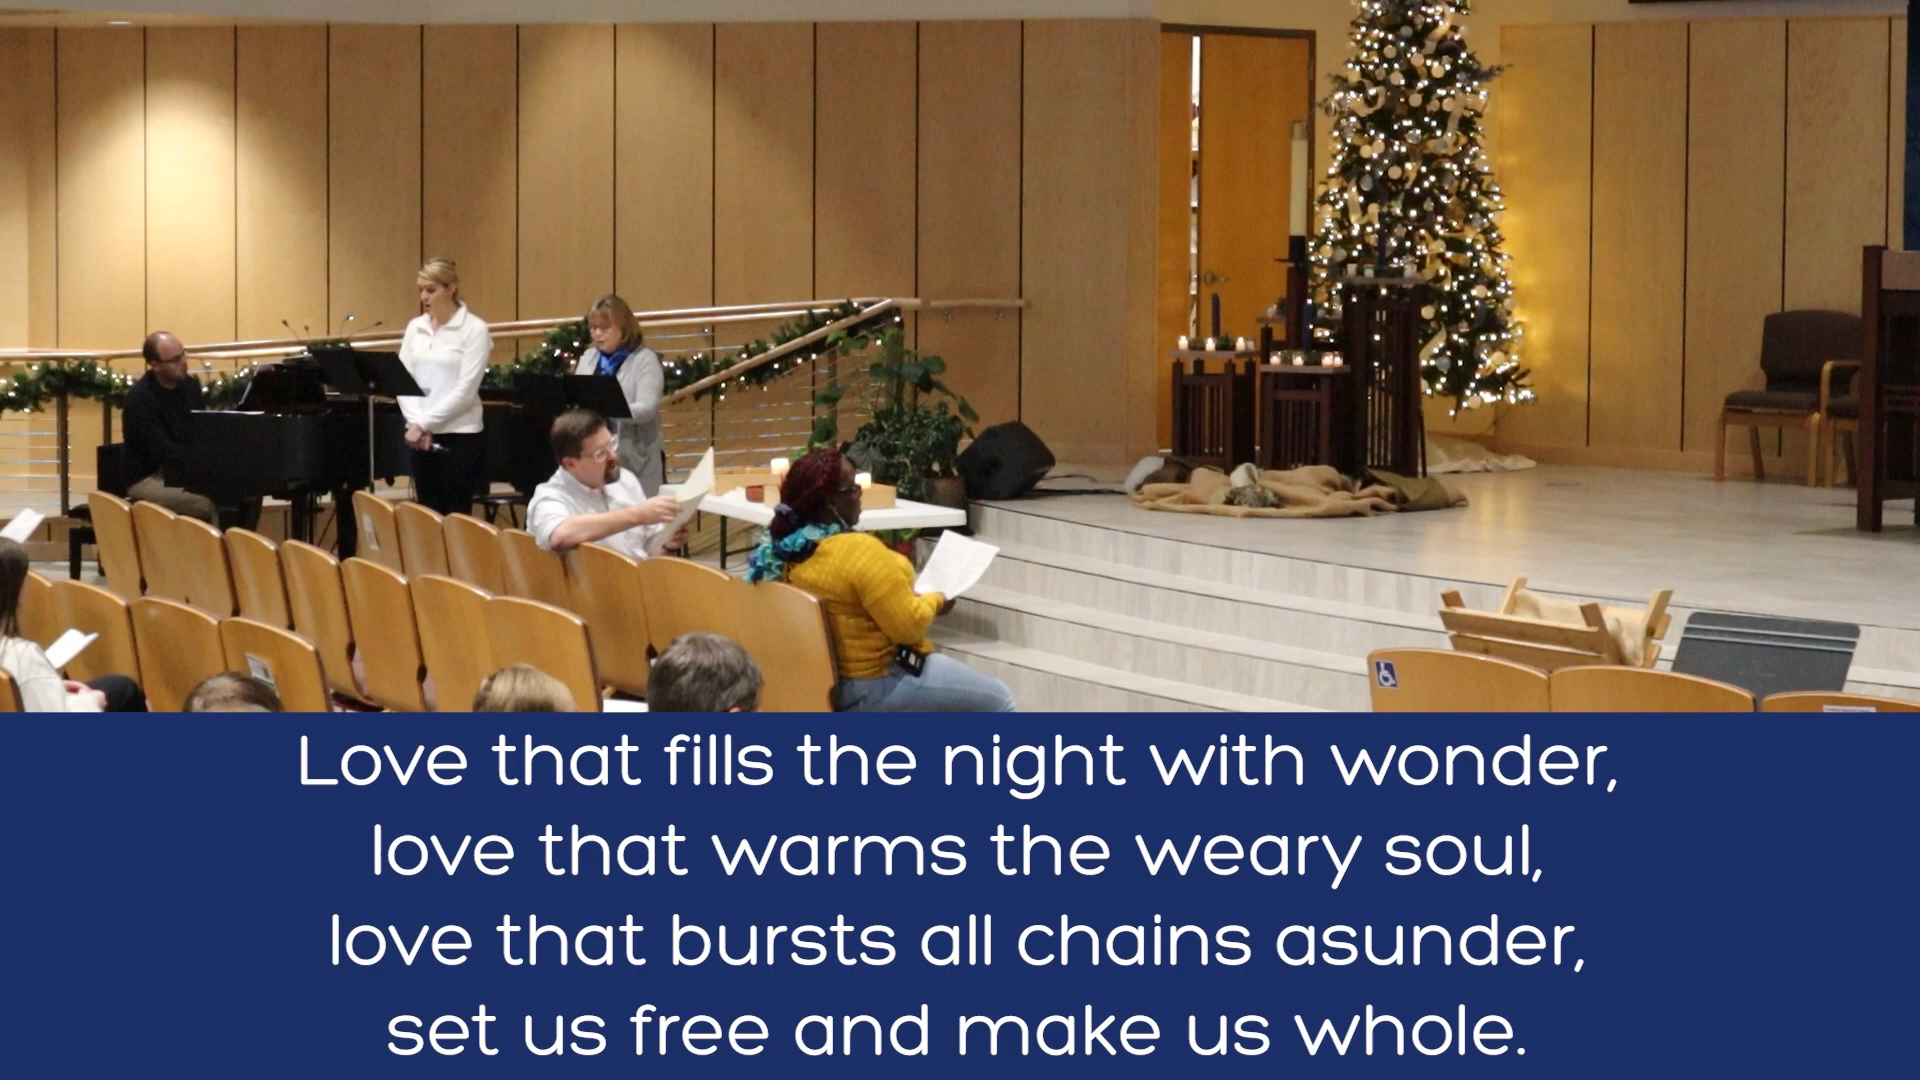 Love that fills the night with wonder,
love that warms the weary soul,
love that bursts all chains asunder,
set us free and make us whole.